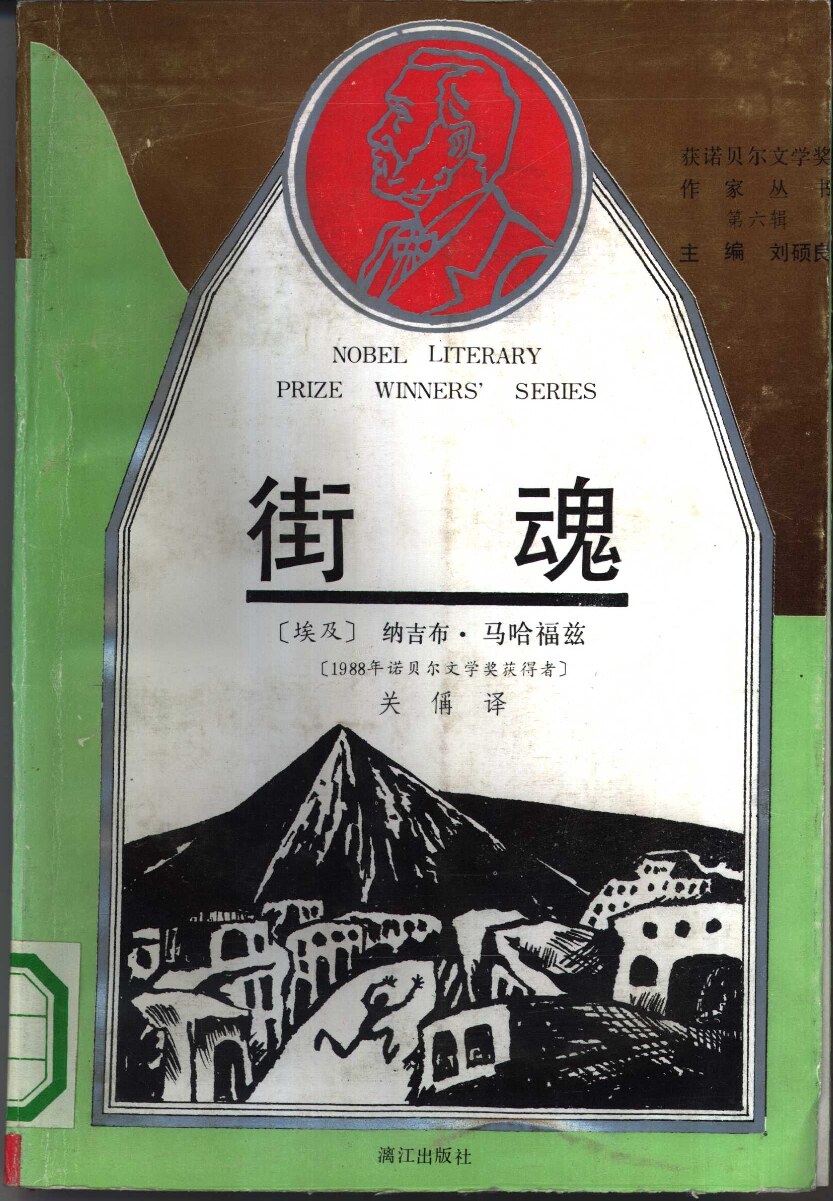 获诺贝尔文学奖
作家丛书
第六辑
主编 刘硕良
NOBEL LITERARY
PRIZE WINNERS' SERIES
街魂
〔埃及〕 纳吉布·马哈福兹
〔1988年诺贝尔文学奖获得者〕
关偁译
漓江出版社